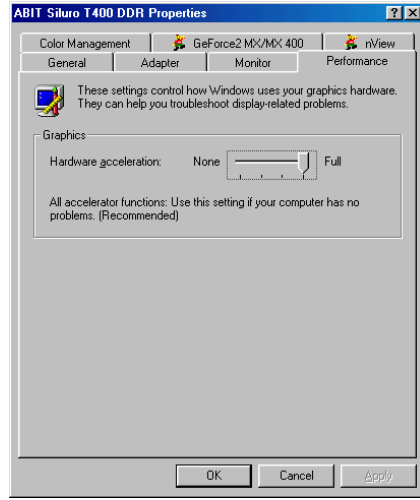 ABIT Siluro T400 DDR Properties
Color Management
GeForce2 MX/MX 400
nView
General
Adapter
Monitor
Performance
These settings control how Windows uses your graphics hardware.
They can help you troubleshoot display-related problems.
Graphics
Hardware acceleration:
None
Full
All accelerator functions: Use this setting if your computer has no
problems. (Recommended)
OK
Cancel
Apply